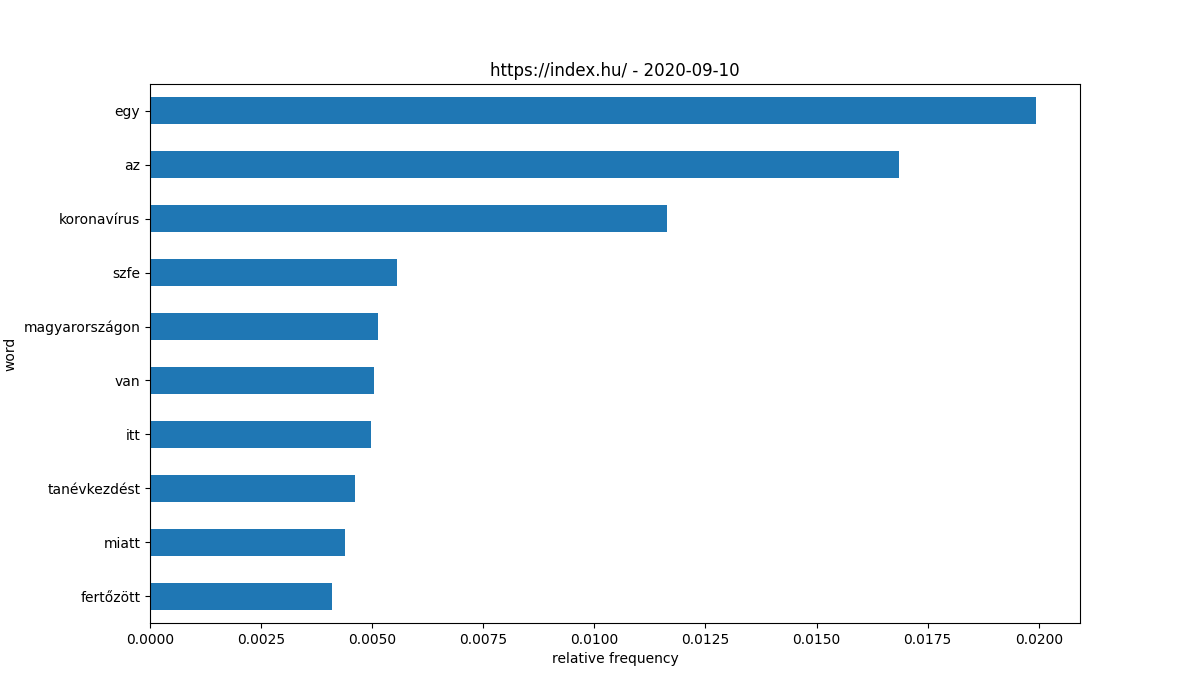 https://index.hu/ - 2020-09-10
egy
az
koronavírus
szfe
magyarországon
van
itt
tanévkezdést
miatt
fertőzött
word
0.0000 0.0025 0.0050 0.0075 0.0100 0.0125 0.0150 0.0175 0.0200
relative frequency